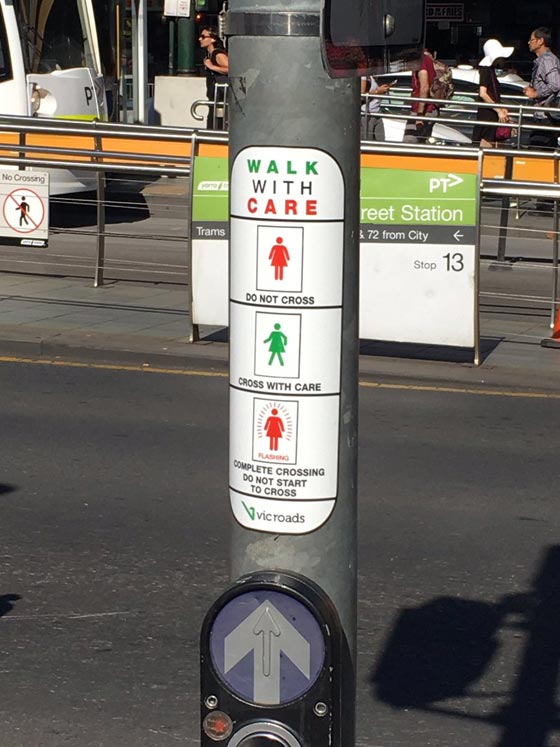 WALK
WITH
CARE
DO NOT CROSS
CROSS WITH CARE
FLASHING
COMPLETE CROSSING
DO NOT START
TO CROSS
vicroads
No Crossing
Trams
PT>
reet Station
& 72 from City
Stop 13